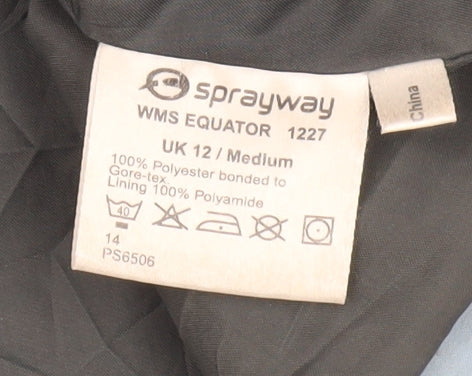 sprayway
WMS EQUATOR 1227
UK 12 / Medium
100% Polyester bonded to
Gore-tex
Lining 100% Polyamide
40
14
PS6506
China